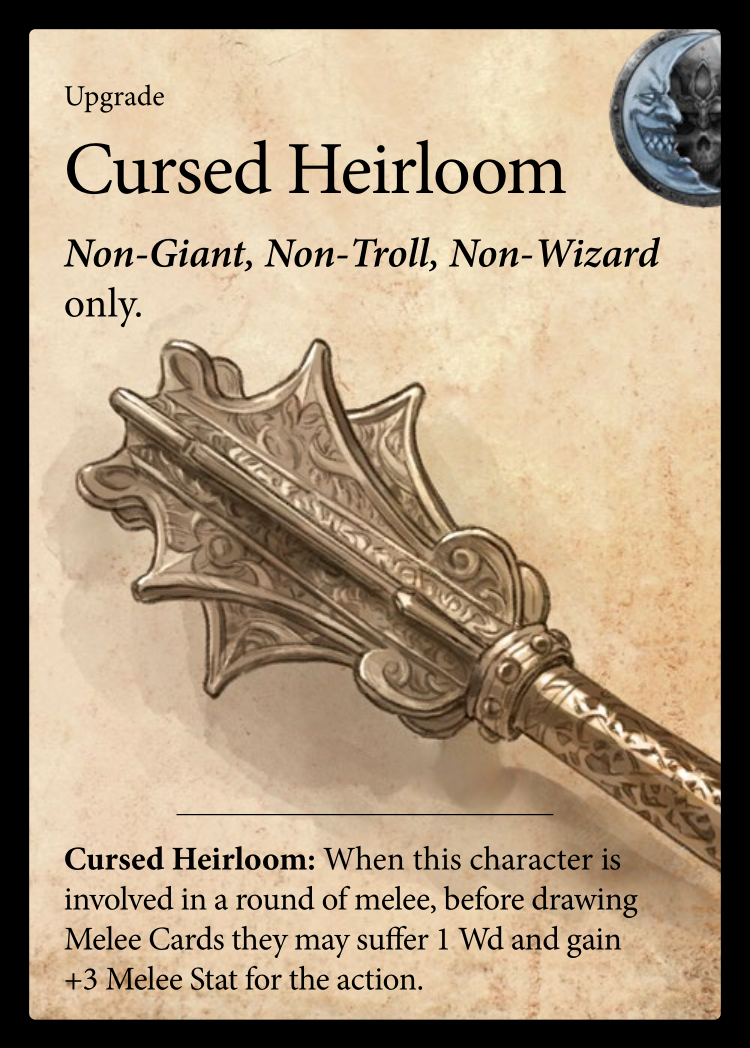 Upgrade
Cursed Heirloom
Non-Giant, Non-Troll, Non-Wizard
only.
Cursed Heirloom: When this character is
involved in a round of melee, before drawing
Melee Cards they may suffer 1 Wd and gain
+3 Melee Stat for the action.